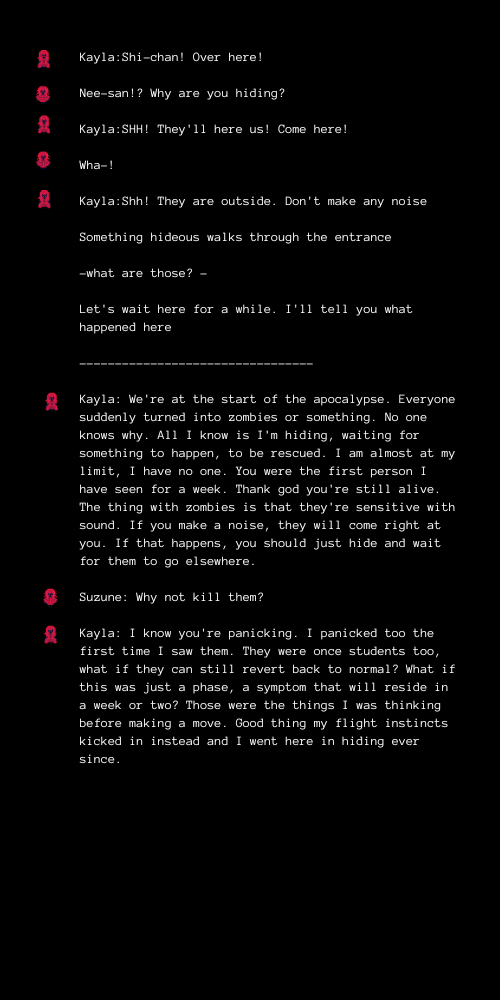 Kayla:Shi-chan! Over here!
Nee-san!? Why are you hiding?
Kayla:SHH! They'll here us! Come here!
Wha-!
Kayla:Shh! They are outside. Don't make any noise
Something hideous walks through the entrance
-what are those? -
Let's wait here for a while. I'll tell you what
happened here
---------------------------------
Kayla: We're at the start of the apocalypse. Everyone
suddenly turned into zombies or something. No one
knows why. All I know is I'm hiding, waiting for
something to happen, to be rescued. I am almost at my
limit, I have no one. You were the first person I
have seen for a week. Thank god you're still alive.
The thing with zombies is that they're sensitive with
sound. If you make a noise, they will come right at
you. If that happens, you should just hide and wait
for them to go elsewhere.
Suzune: Why not kill them?
Kayla: I know you're panicking. I panicked too the
first time I saw them. They were once students too,
what if they can still revert back to normal? What if
this was just a phase, a symptom that will reside in
a week or two? Those were the things I was thinking
before making a move. Good thing my flight instincts
kicked in instead and I went here in hiding ever
since.